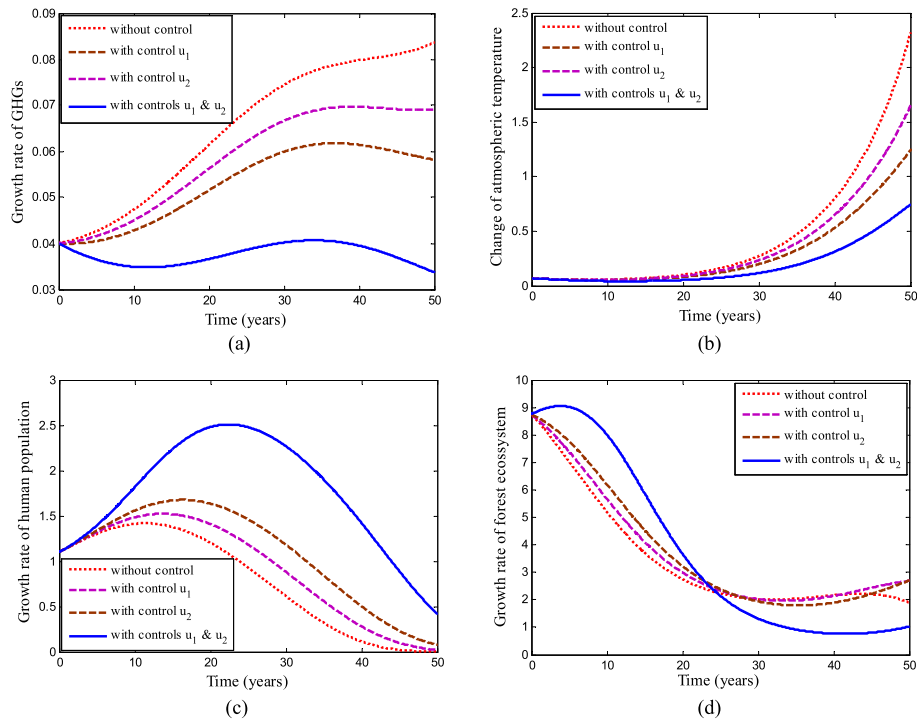 0.09
0.08
0.07
0.06
0.05
0.04
0.03
Growth rate of GHGs
without control
with control u1
with control u2
with controls u1 & u2
0 10 20 30 40 50
Time (years)
(a)
2.5
2
1.5
1
0.5
0
Change of atmospheric temperature
without control
with control u1
with control u2
with controls u1 & u2
0 10 20 30 40 50
Time (years)
(b)
3
2.5
2
1.5
1
0.5
0
Growth rate of human population
without control
with control u1
with control u2
with controls u1 & u2
0 10 20 30 40 50
Time (years)
(c)
10
9
8
7
6
5
4
3
2
1
0
Growth rate of forest ecossystem
without control
with control u1
with control u2
with controls u1 & u2
0 10 20 30 40 50
Time (years)
(d)